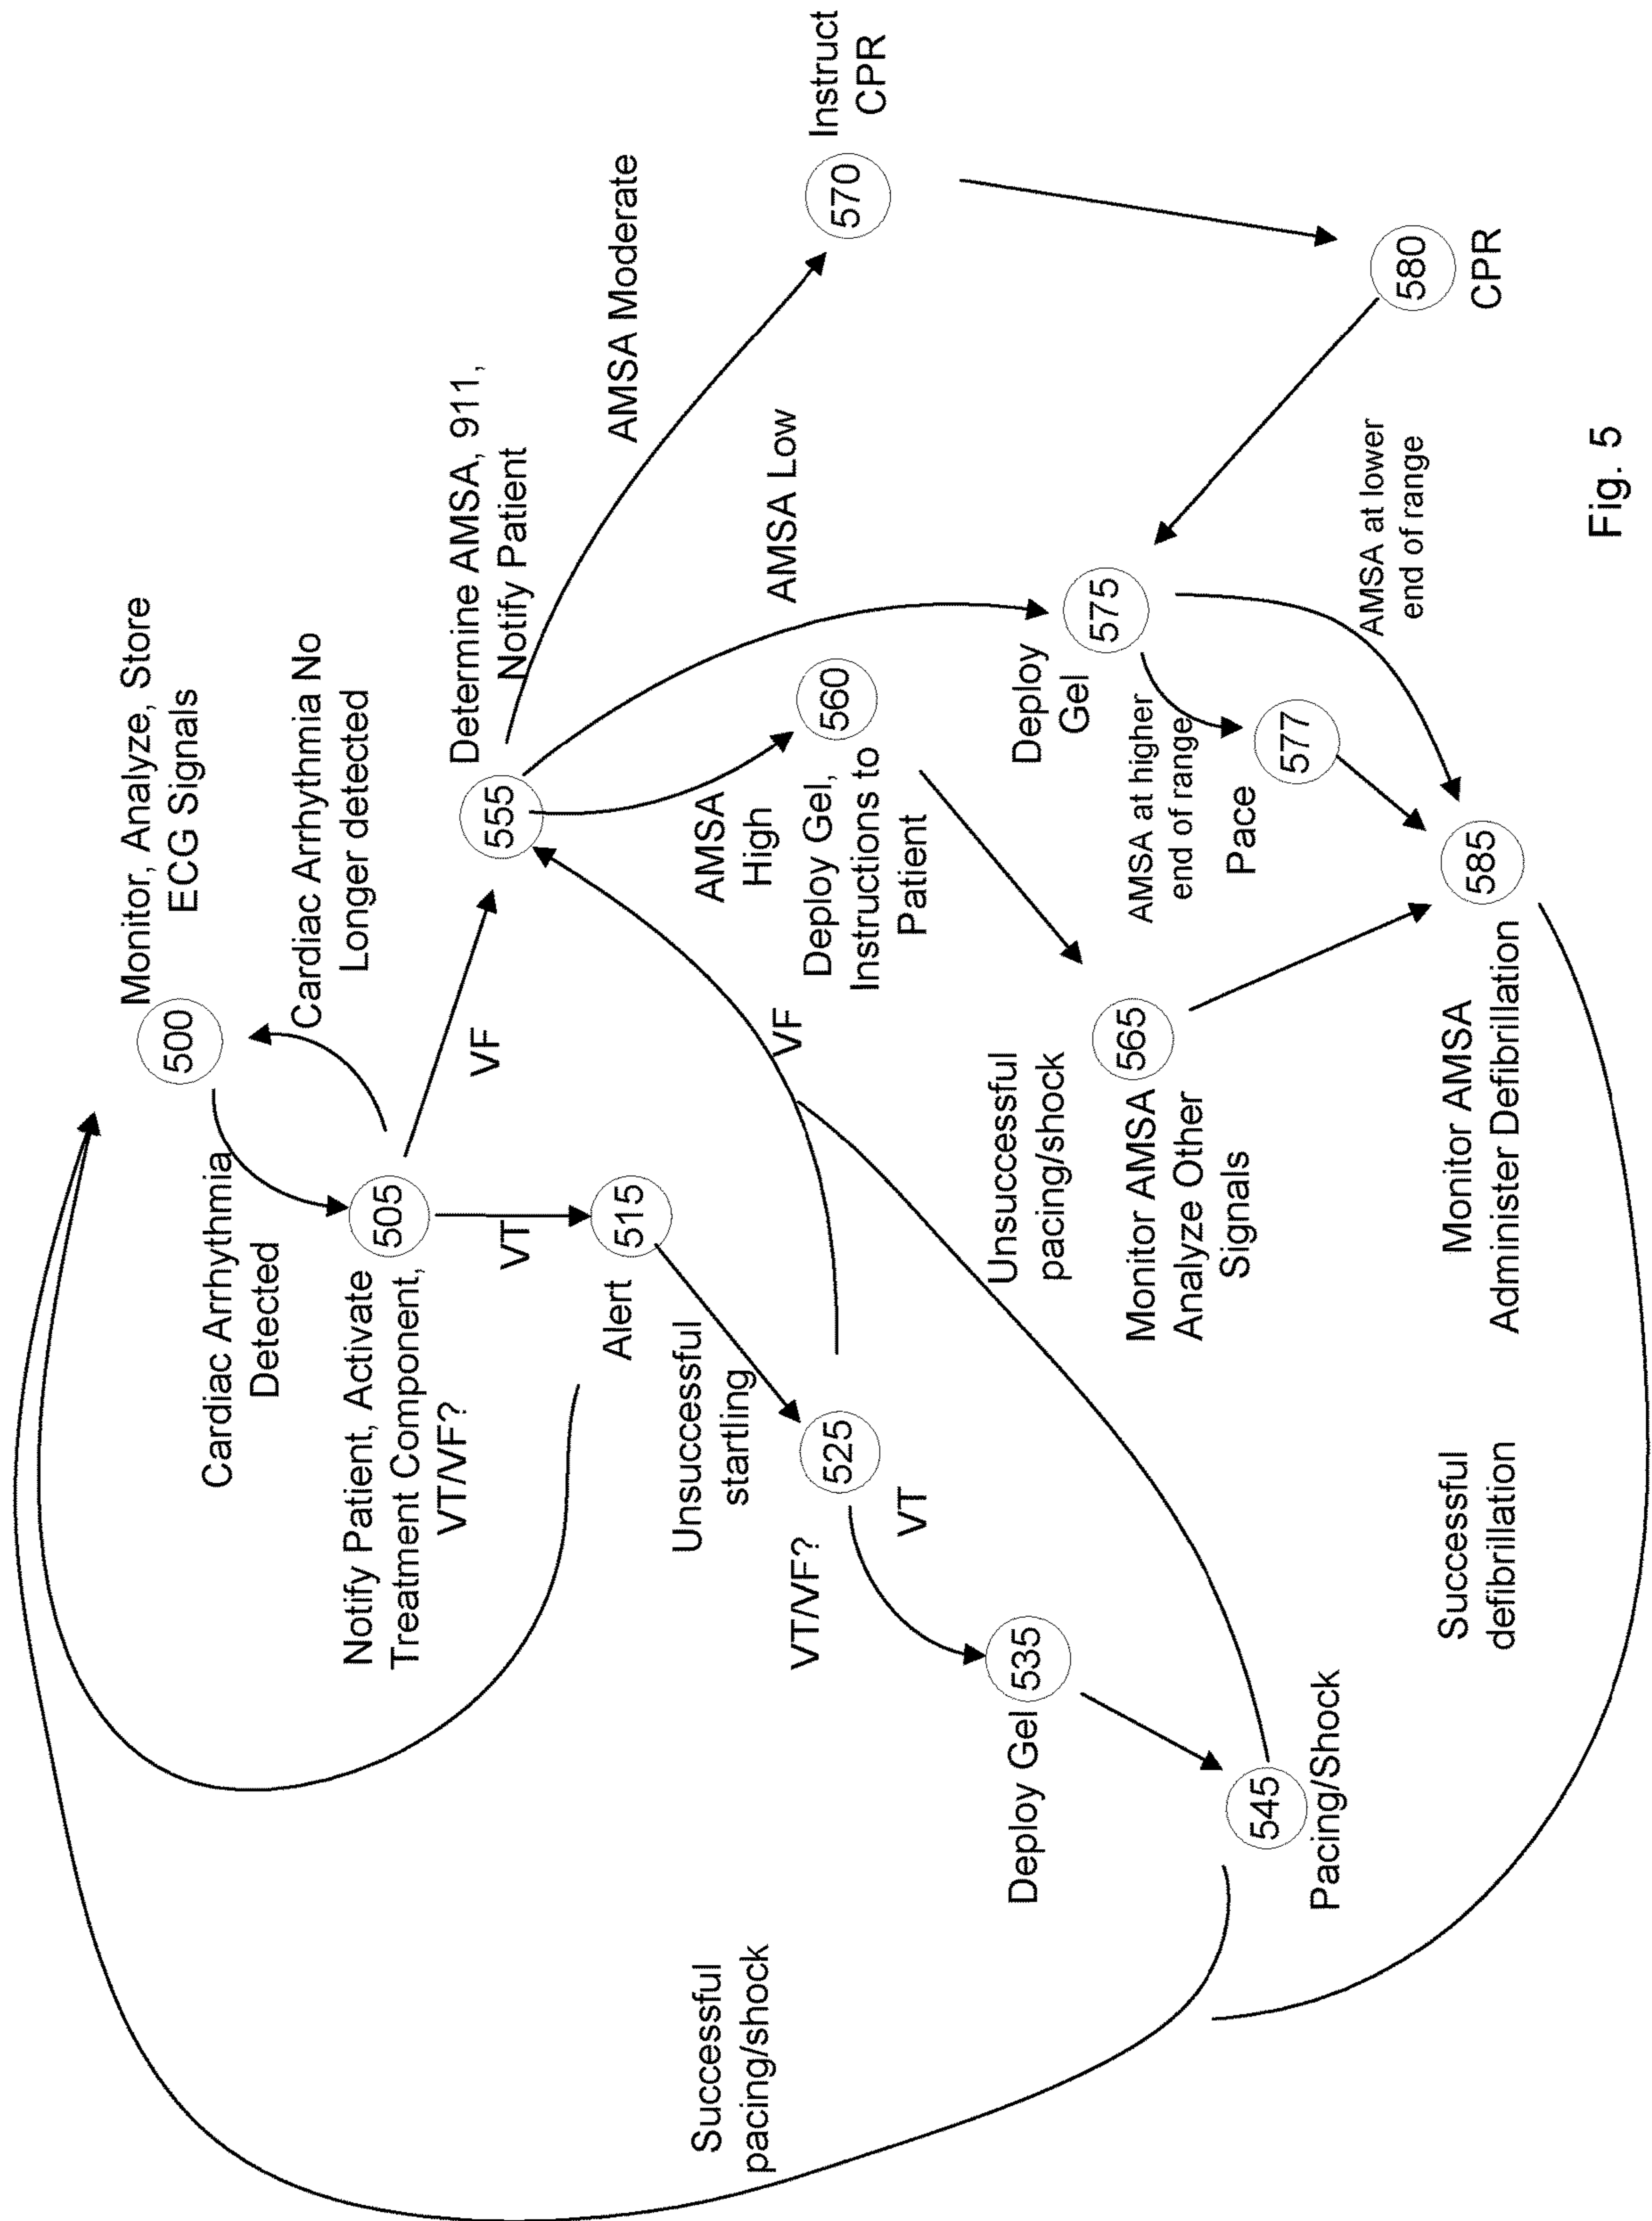 500
Monitor, Analyze, Store
ECG Signals
Cardiac Arrhythmia
Detected
Cardiac Arrhythmia No
Longer detected
505
Notify Patient, Activate
Treatment Component,
VT/VF?
VF
VT
515
Alert
Unsuccessful
startling
525
VT/VF?
VT
VF
535
Deploy Gel
545
Pacing/Shock
Successful
pacing/shock
Unsuccessful
pacing/shock
555
Determine AMSA, 911,
Notify Patient
AMSA Moderate
AMSA Low
AMSA
High
560
Deploy Gel,
Instructions to
Patient
565
Monitor AMSA
Analyze Other
Signals
570
Instruct
CPR
580
CPR
575
Deploy
Gel
AMSA at higher
end of range
AMSA at lower
end of range
577
Pace
585
Monitor AMSA
Administer Defibrillation
Successful
defibrillation
Fig. 5